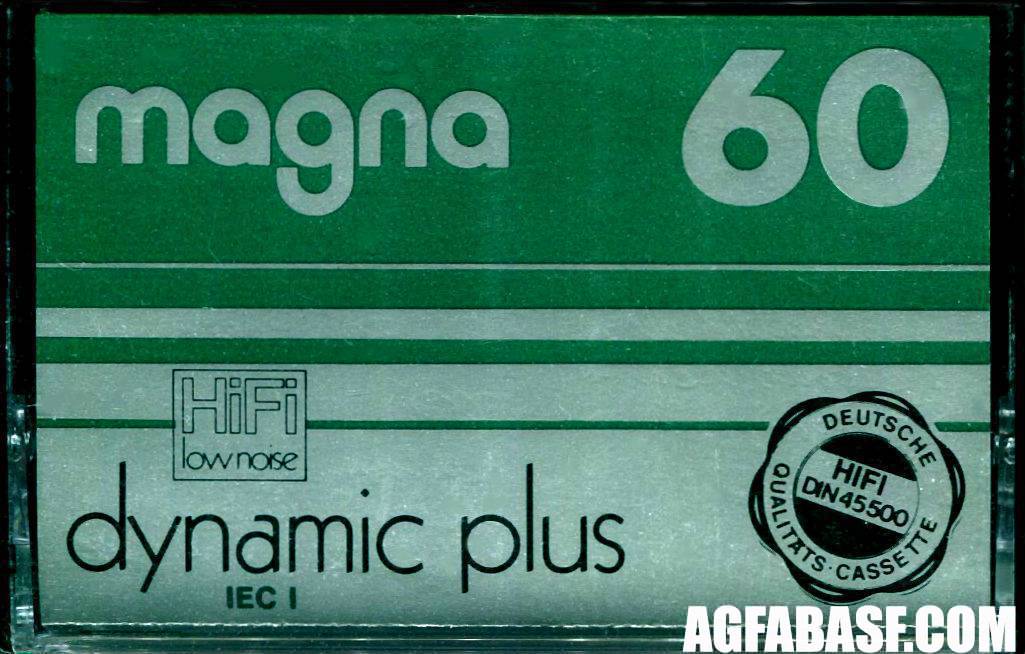 magna 60
HiFi
low noise
dynamic plus
IEC I
DEUTSCHE
HIFI
DIN 45500
QUALITÄTS-CASSETTE
AGFABASF.COM